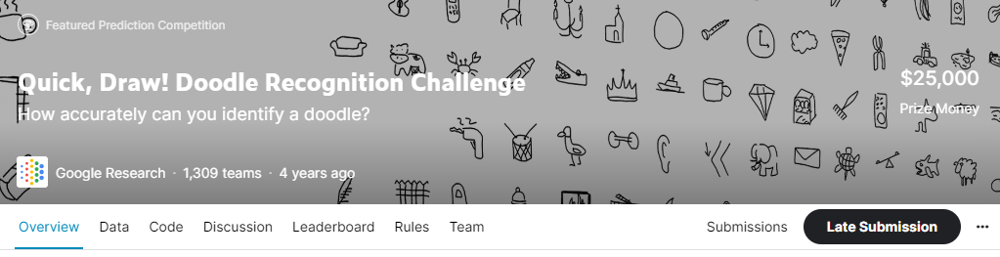 Featured Prediction Competition
Quick, Draw! Doodle Recognition Challenge
$25,000
How accurately can you identify a doodle?
Prize Money
Google Research · 1,309 teams · 4 years ago
Overview Data Code Discussion Leaderboard Rules Team Submissions Late Submission